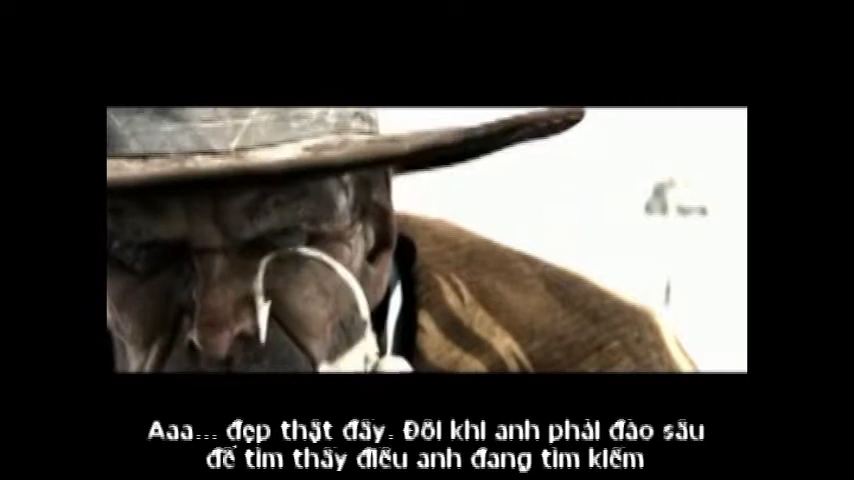 Aaa... đẹp thật đấy. Đôi khi anh phải đào sâu
để tìm thấy điều anh đang tìm kiếm